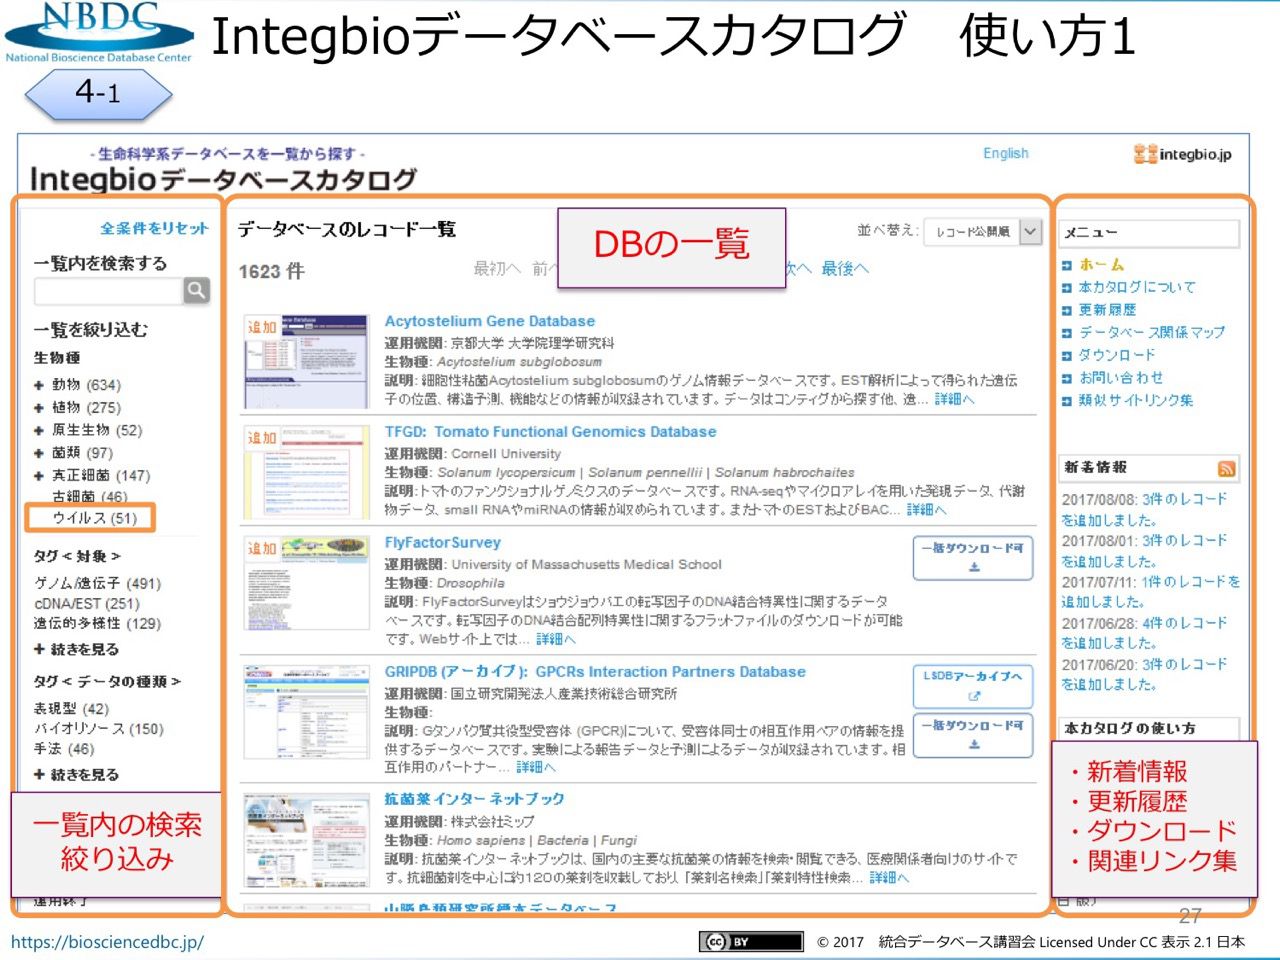 NBDC
National Bioscience Database Center
Integbioデータベースカタログ　使い方1
4-1
- 生命科学系データベースを一覧から探す -
Integbioデータベースカタログ
English
integbio.jp
全条件をリセット
一覧内を検索する
一覧を絞り込む
生物種
+ 動物 (634)
+ 植物 (275)
+ 原生生物 (52)
+ 菌類 (97)
+ 真正細菌 (147)
古細菌 (46)
ウイルス (51)
タグ < 対象 >
ゲノム/遺伝子 (491)
cDNA/EST (251)
遺伝的多様性 (129)
+ 続きを見る
タグ < データの種類 >
表現型 (42)
バイオリソース (150)
手法 (46)
+ 続きを見る
一覧内の検索
絞り込み
運用終了
データベースのレコード一覧
DBの一覧
並べ替え: レコード公開順
1623 件
最初へ 前へ 次へ 最後へ
追加
Acytostelium Gene Database
運用機関: 京都大学 大学院理学研究科
生物種: Acytostelium subglobosum
説明: 細胞性粘菌Acytostelium subglobosumのゲノム情報データベースです。EST解析によって得られた遺伝
子の位置、構造予測、機能などの情報が収録されています。データはコンティグから探す他、遺... 詳細へ
追加
TFGD: Tomato Functional Genomics Database
運用機関: Cornell University
生物種: Solanum lycopersicum | Solanum pennellii | Solanum habrochaites
説明: トマトのファンクショナルゲノミクスのデータベースです。RNA-seqやマイクロアレイを用いた発現データ、代謝
物データ、small RNAやmiRNAの情報が収められています。またトマトのESTおよびBAC... 詳細へ
追加
FlyFactorSurvey
運用機関: University of Massachusetts Medical School
生物種: Drosophila
説明: FlyFactorSurveyはショウジョウバエの転写因子のDNA結合特異性に関するデータ
ベースです。転写因子のDNA結合配列特異性に関するフラットファイルのダウンロードが可能
です。Webサイト上では... 詳細へ
一括ダウンロード可
GRIPDB (アーカイブ): GPCRs Interaction Partners Database
運用機関: 国立研究開発法人産業技術総合研究所
生物種:
説明: Gタンパク質共役型受容体 (GPCR)について、受容体同士の相互作用ペアの情報を提
供するデータベースです。実験による報告データと予測によるデータが収録されています。相
互作用のパートナー... 詳細へ
LSDBアーカイブへ
一括ダウンロード可
抗菌薬インターネットブック
運用機関: 株式会社ミップ
生物種: Homo sapiens | Bacteria | Fungi
説明: 抗菌薬インターネットブックは、国内の主要な抗菌薬の情報を検索・閲覧できる、医療関係者向けのサイトで
す。抗細菌剤を中心に約120の薬剤を収載しており、「薬剤名検索」「薬剤特性検索... 詳細へ
山階鳥類研究所標本データベース
メニュー
ホーム
本カタログについて
更新履歴
データベース関係マップ
ダウンロード
お問い合わせ
類似サイトリンク集
新着情報
2017/08/08: 3件のレコード
を追加しました。
2017/08/01: 3件のレコード
を追加しました。
2017/07/11: 1件のレコードを
追加しました。
2017/06/28: 4件のレコード
を追加しました。
2017/06/20: 3件のレコード
を追加しました。
本カタログの使い方
・新着情報
・更新履歴
・ダウンロード
・関連リンク集
日 版)
27
https://biosciencedbc.jp/
cc BY
© 2017　統合データベース講習会 Licensed Under CC 表示 2.1 日本